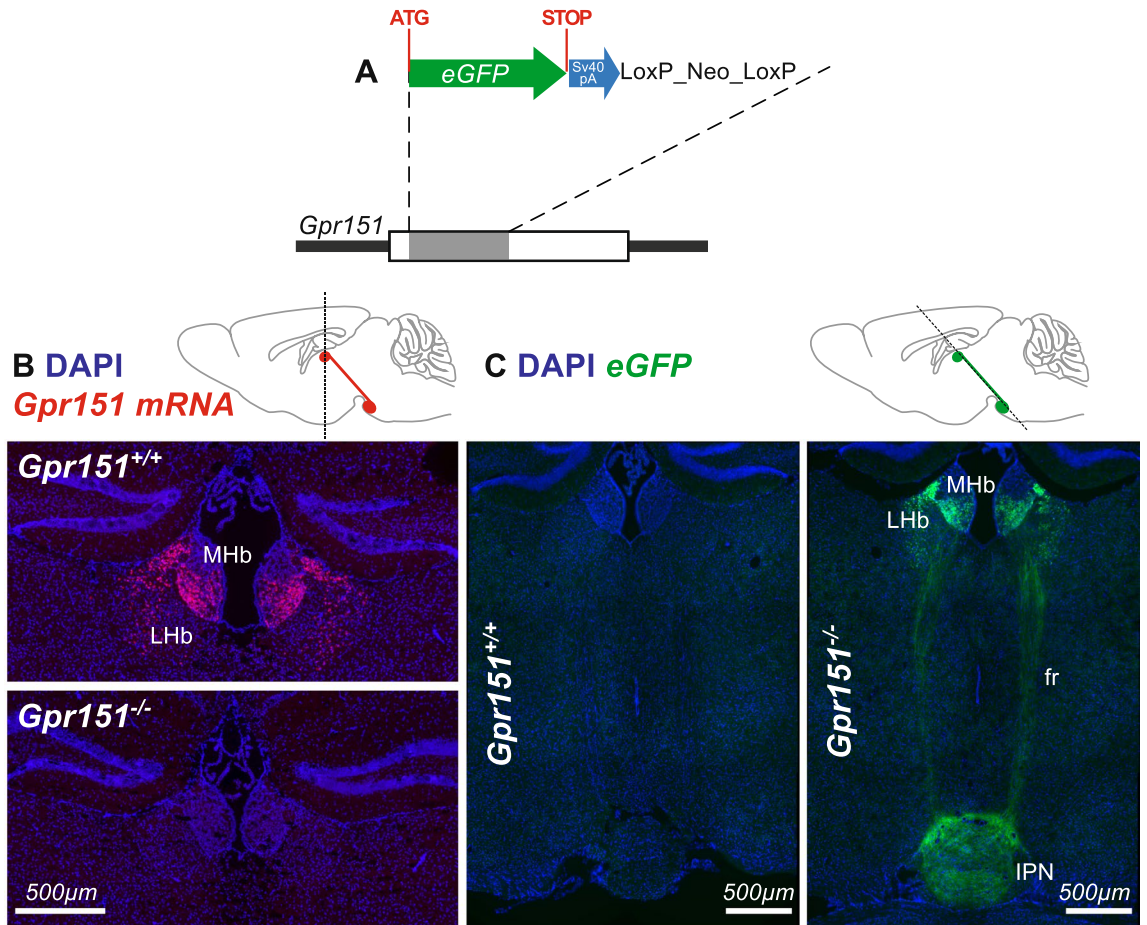 ATG STOP
A eGFP Sv40 pA LoxP_Neo_LoxP
Gpr151
B DAPI
Gpr151 mRNA
C DAPI eGFP
Gpr151+/+
MHb
LHb
Gpr151-/-
500µm
Gpr151+/+
500µm
MHb
LHb
Gpr151-/-
fr
IPN
500µm